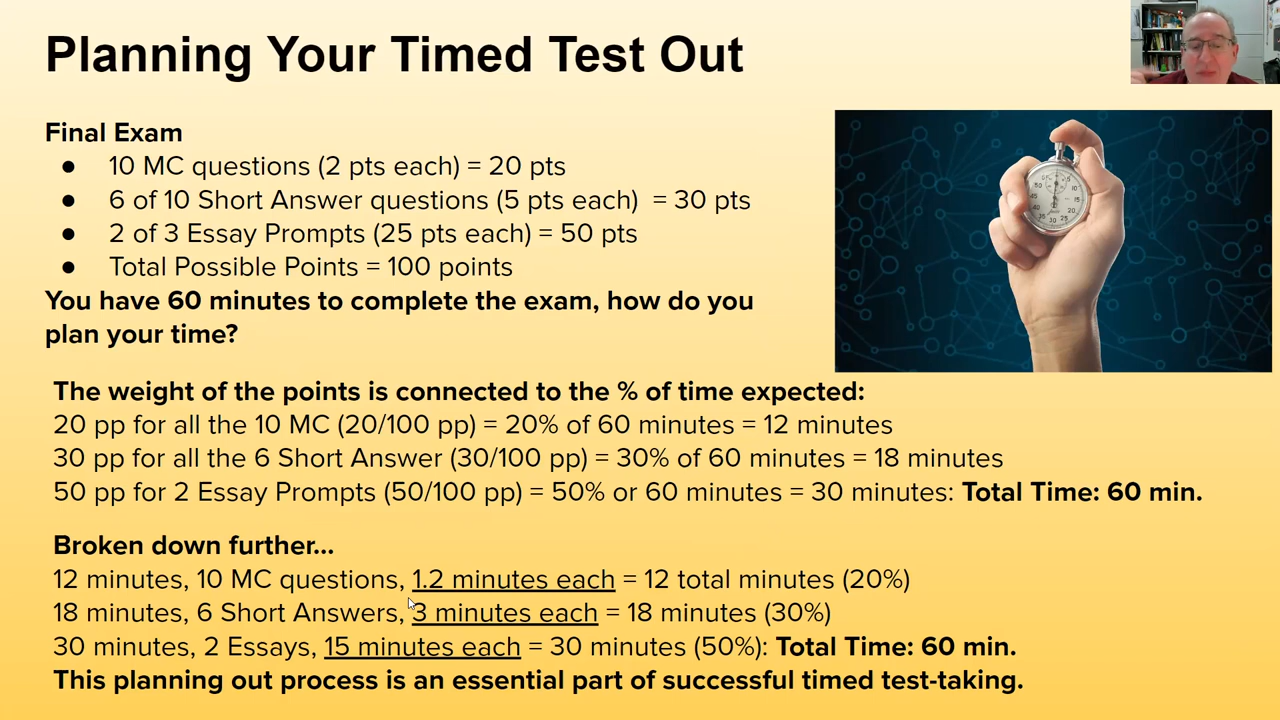 Planning Your Timed Test Out
Final Exam
● 10 MC questions (2 pts each) = 20 pts
● 6 of 10 Short Answer questions (5 pts each)  = 30 pts
● 2 of 3 Essay Prompts (25 pts each) = 50 pts
● Total Possible Points = 100 points
You have 60 minutes to complete the exam, how do you
plan your time?
The weight of the points is connected to the % of time expected:
20 pp for all the 10 MC (20/100 pp) = 20% of 60 minutes = 12 minutes
30 pp for all the 6 Short Answer (30/100 pp) = 30% of 60 minutes = 18 minutes
50 pp for 2 Essay Prompts (50/100 pp) = 50% or 60 minutes = 30 minutes: Total Time: 60 min.
Broken down further...
12 minutes, 10 MC questions, 1.2 minutes each = 12 total minutes (20%)
18 minutes, 6 Short Answers, 3 minutes each = 18 minutes (30%)
30 minutes, 2 Essays, 15 minutes each = 30 minutes (50%): Total Time: 60 min.
This planning out process is an essential part of successful timed test-taking.